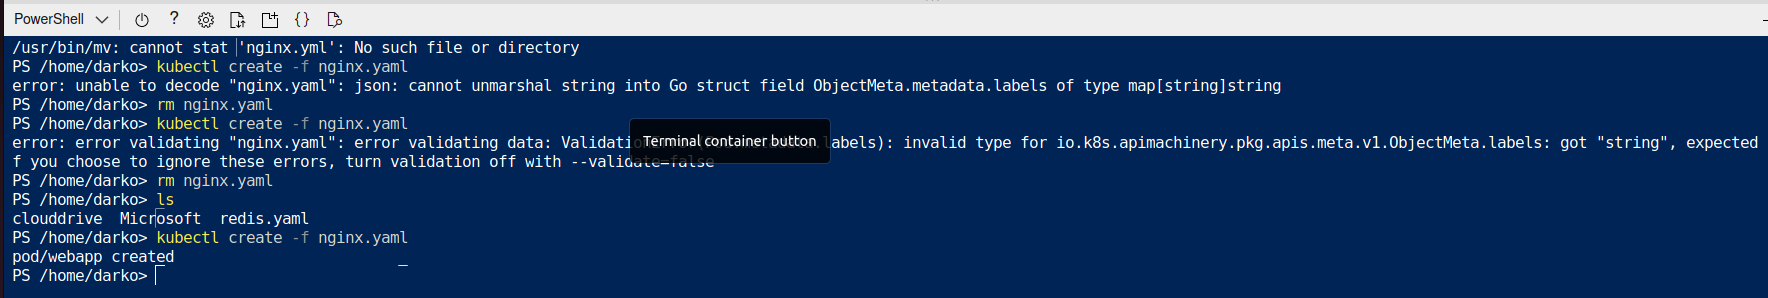 PowerShell ? {}
/usr/bin/mv: cannot stat 'nginx.yml': No such file or directory
PS /home/darko> kubectl create -f nginx.yaml
error: unable to decode "nginx.yaml": json: cannot unmarshal string into Go struct field ObjectMeta.metadata.labels of type map[string]string
PS /home/darko> rm nginx.yaml
PS /home/darko> kubectl create -f nginx.yaml
error: error validating "nginx.yaml": error validating data: Validation labels): invalid type for io.k8s.apimachinery.pkg.apis.meta.v1.ObjectMeta.labels: got "string", expected
Terminal container button
f you choose to ignore these errors, turn validation off with --validate=false
PS /home/darko> rm nginx.yaml
PS /home/darko> ls
clouddrive Microsoft redis.yaml
PS /home/darko> kubectl create -f nginx.yaml
pod/webapp created
PS /home/darko>